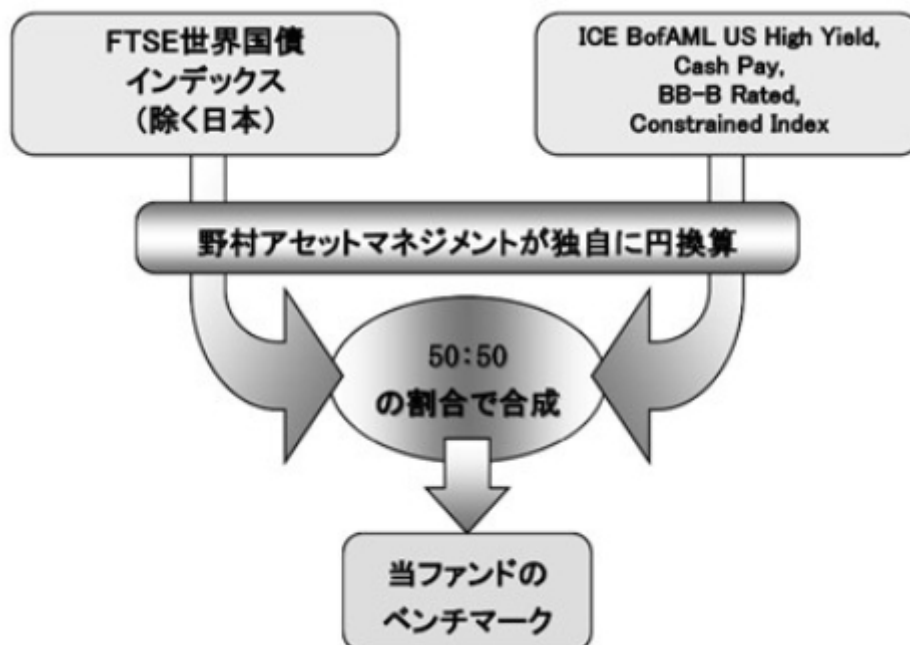 FTSE世界国債
インデックス
（除く日本）
ICE BofAML US High Yield,
Cash Pay,
BB-B Rated,
Constrained Index
野村アセットマネジメントが独自に円換算
50：50
の割合で合成
当ファンドの
ベンチマーク